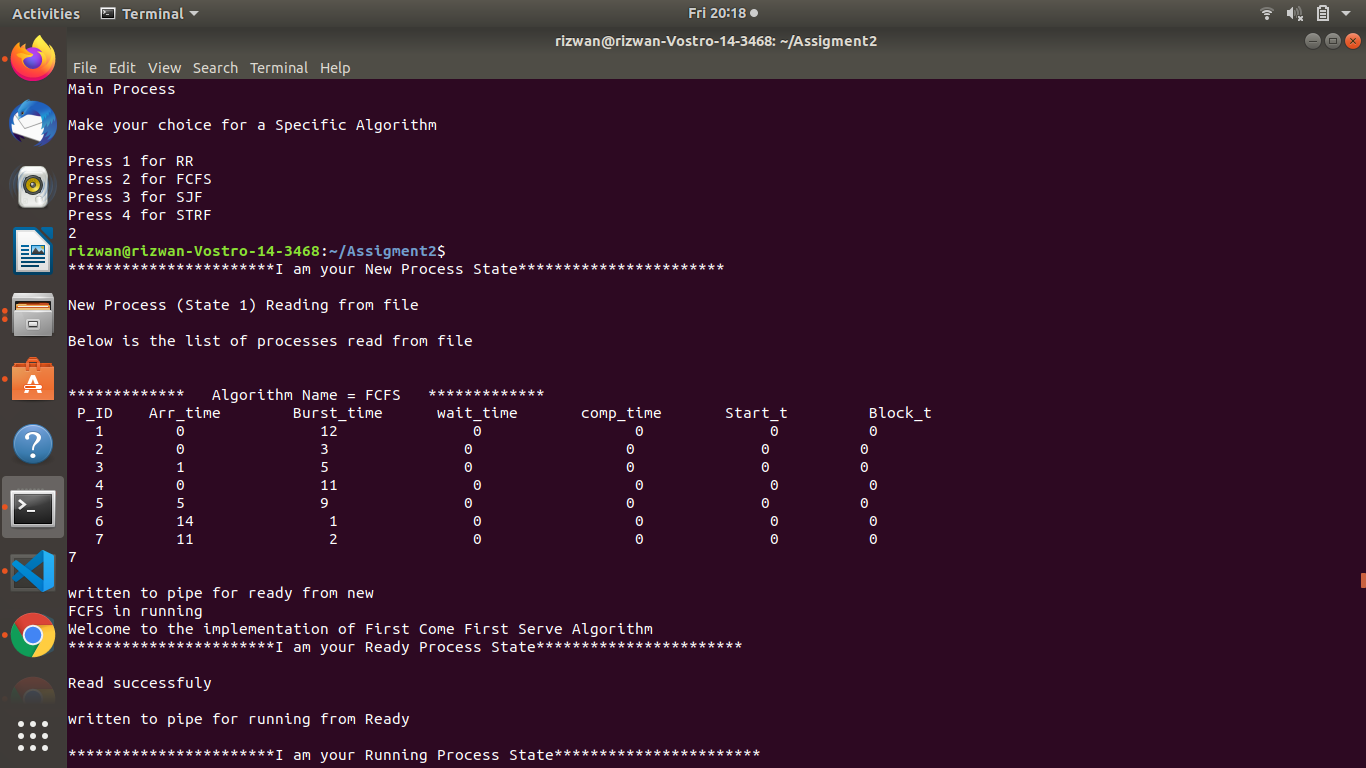 Activities Terminal Fri 20:18
rizwan@rizwan-Vostro-14-3468: ~/Assigment2
File Edit View Search Terminal Help
Main Process
Make your choice for a Specific Algorithm
Press 1 for RR
Press 2 for FCFS
Press 3 for SJF
Press 4 for STRF
2
rizwan@rizwan-Vostro-14-3468:~/Assigment2$
***********************I am your New Process State***********************
New Process (State 1) Reading from file
Below is the list of processes read from file
************* Algorithm Name = FCFS *************
P_ID Arr_time Burst_time wait_time comp_time Start_t Block_t
1 0 12 0 0 0 0
2 0 3 0 0 0 0
3 1 5 0 0 0 0
4 0 11 0 0 0 0
5 5 9 0 0 0 0
6 14 1 0 0 0 0
7 11 2 0 0 0 0
7
written to pipe for ready from new
FCFS in running
Welcome to the implementation of First Come First Serve Algorithm
***********************I am your Ready Process State***********************
Read successfuly
written to pipe for running from Ready
***********************I am your Running Process State***********************